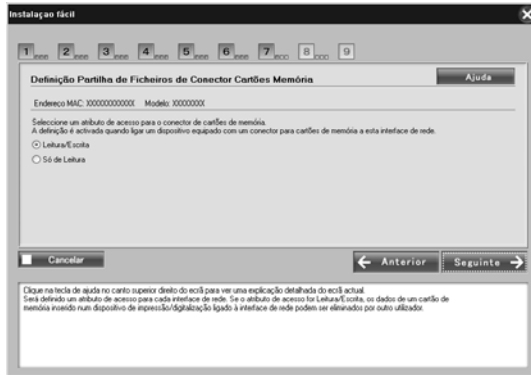 Instalaçao fácil
1 2 3 4 5 6 7 8 9
Definição Partilha de Ficheiros de Conector Cartões Memória
Ajuda
Endereço MAC: XXXXXXXXXXXX Modelo: XXXXXXXX
Seleccione um atributo de acesso para o conector de cartões de memória.
A definição é activada quando ligar um dispositivo equipado com um conector para cartões de memória a esta interface de rede.
Leitura/Escrita
Só de Leitura
Cancelar
Anterior
Seguinte
Clique na tecla de ajuda no canto superior direito do ecrã para ver uma explicação detalhada do ecrã actual.
Será definido um atributo de acesso para cada interface de rede. Se o atributo de acesso for Leitura/Escrita, os dados de um cartão de
memória inserido num dispositivo de impressão/digitalização ligado à interface de rede podem ser eliminados por outro utilizador.